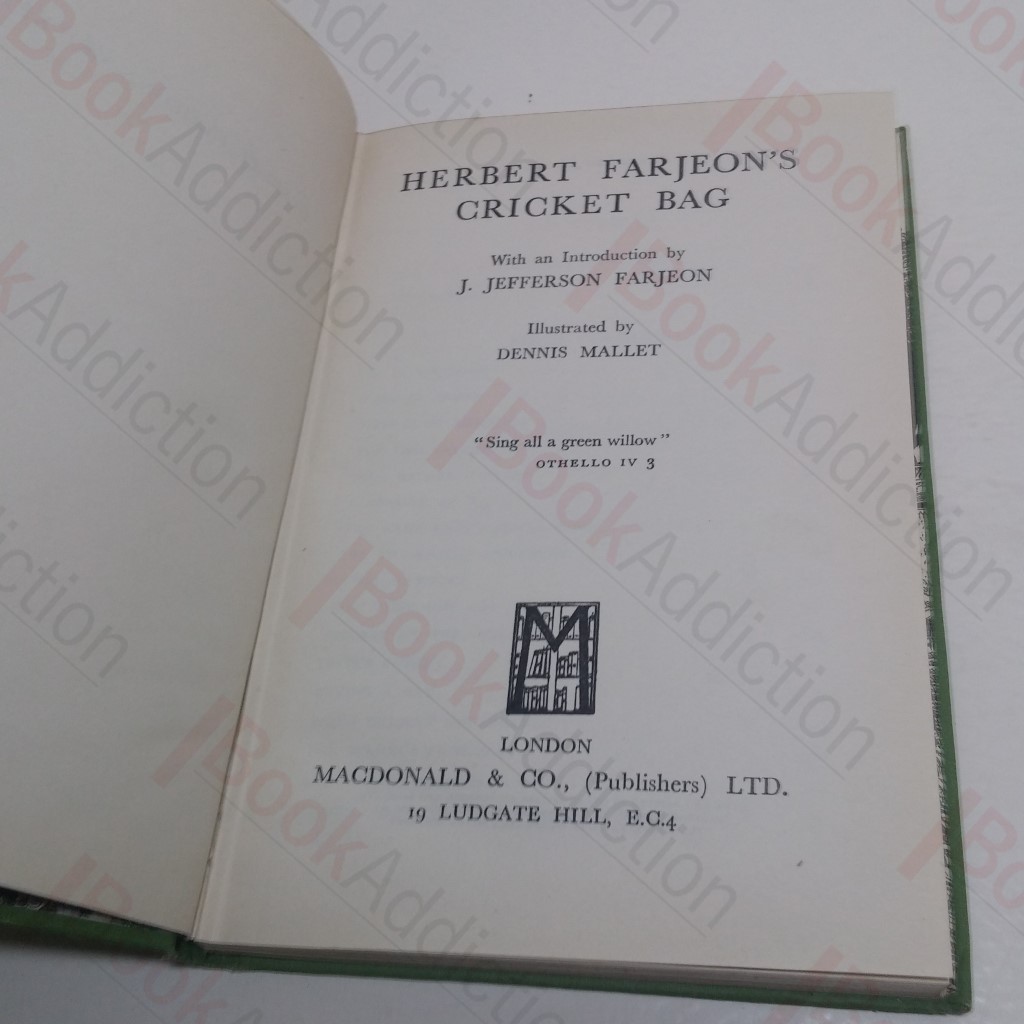 HERBERT FARJEON'S
CRICKET BAG
With an Introduction by
J. JEFFERSON FARJEON
Illustrated by
DENNIS MALLET
"Sing all a green willow"
OTHELLO IV 3
M
LONDON
MACDONALD & CO., (Publishers) LTD.
19 LUDGATE HILL, E.C.4
BookAddiction